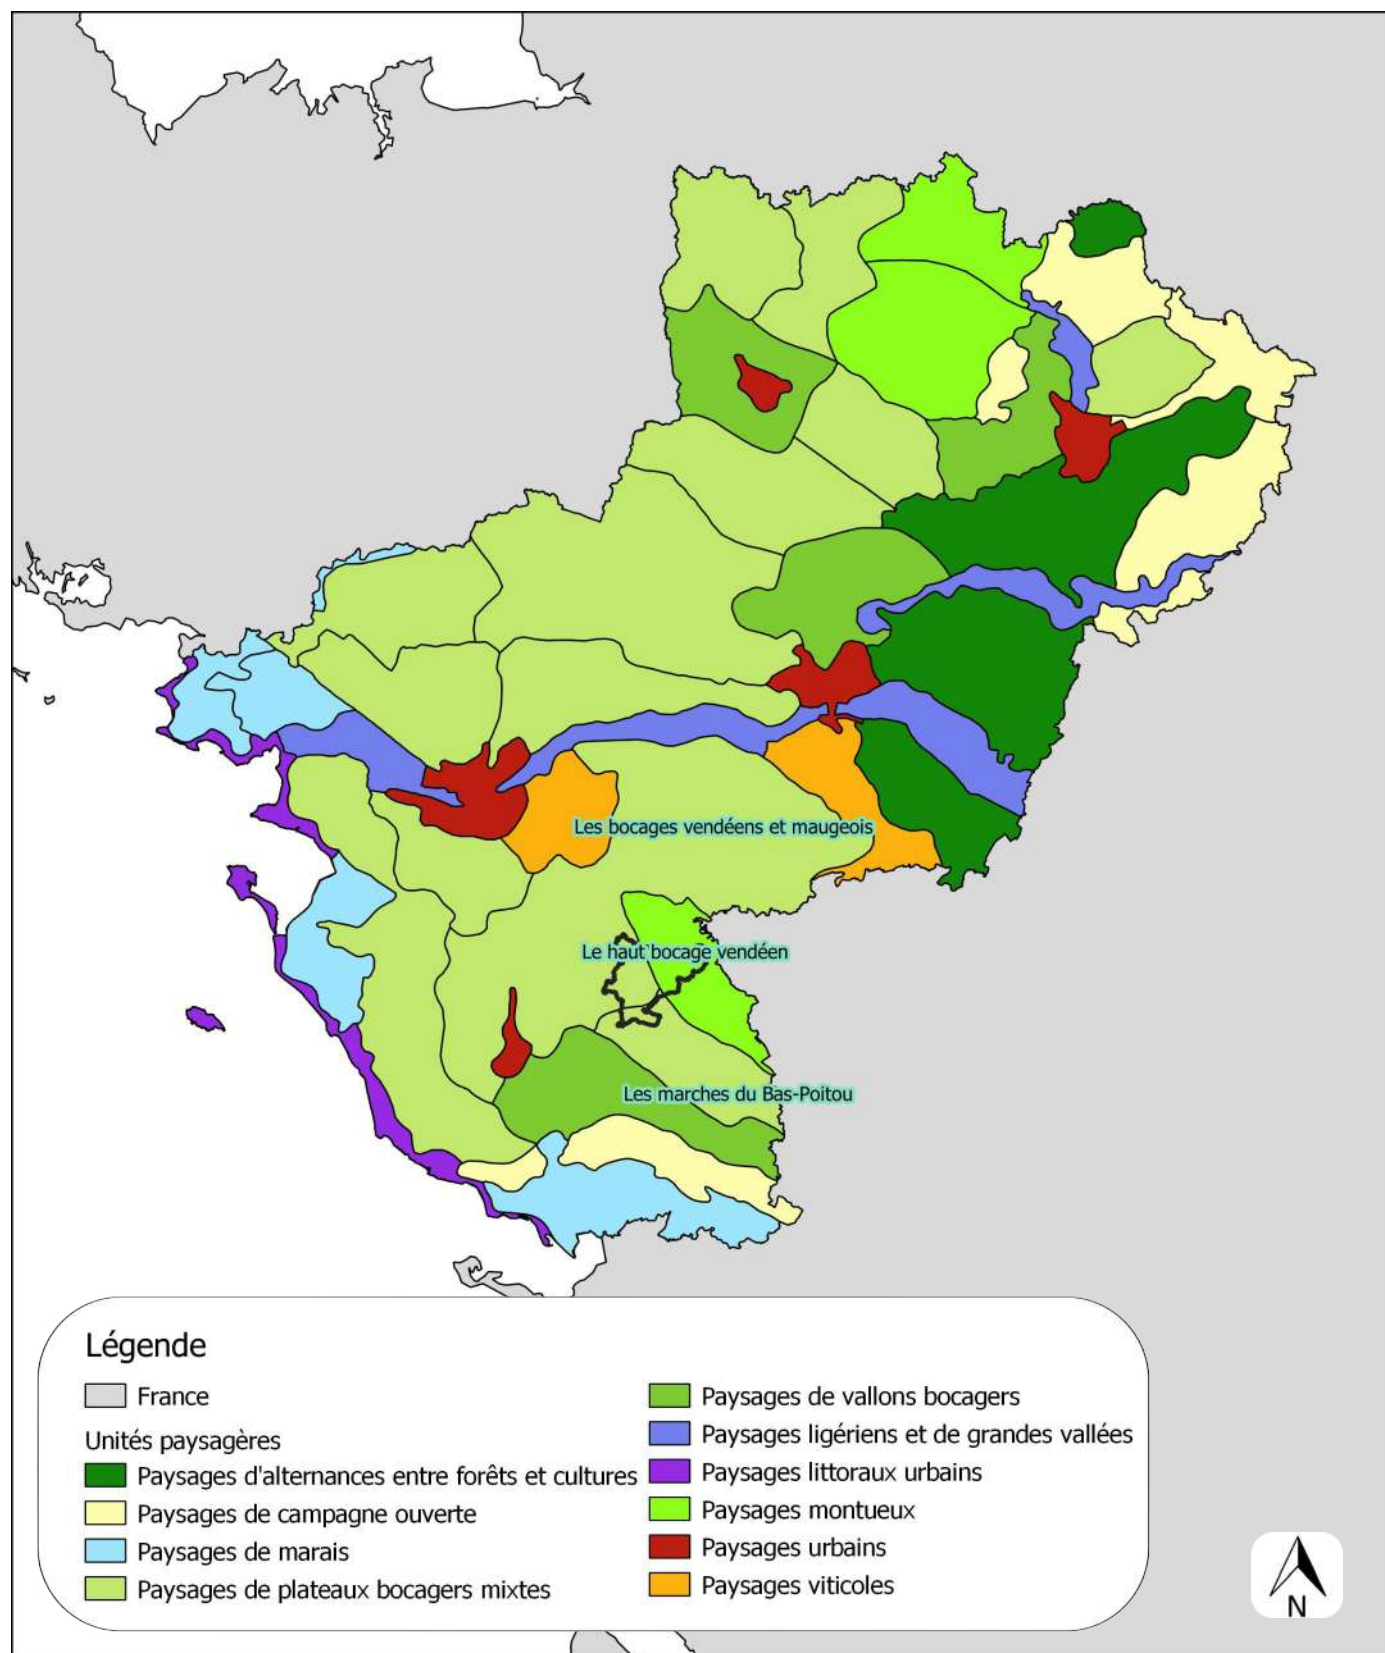 Les bocages vendéens et maugeois
Le haut bocage vendéen
Les marches du Bas-Poitou
Légende
France
Unités paysagères
Paysages d'alternances entre forêts et cultures
Paysages de campagne ouverte
Paysages de marais
Paysages de plateaux bocagers mixtes
Paysages de vallons bocagers
Paysages ligériens et de grandes vallées
Paysages littoraux urbains
Paysages montueux
Paysages urbains
Paysages viticoles
N